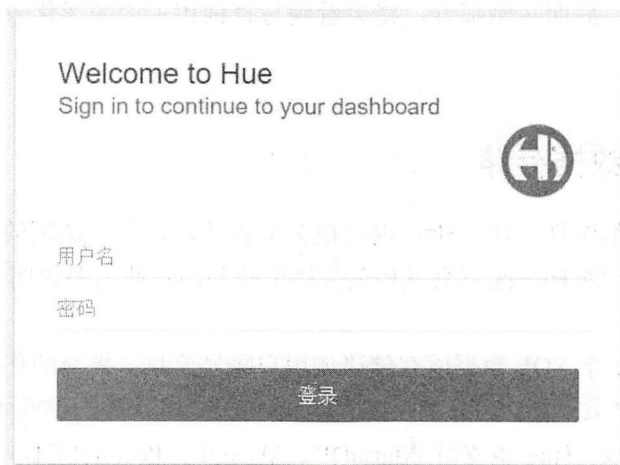 Welcome to Hue
Sign in to continue to your dashboard
用户名
密码
登录